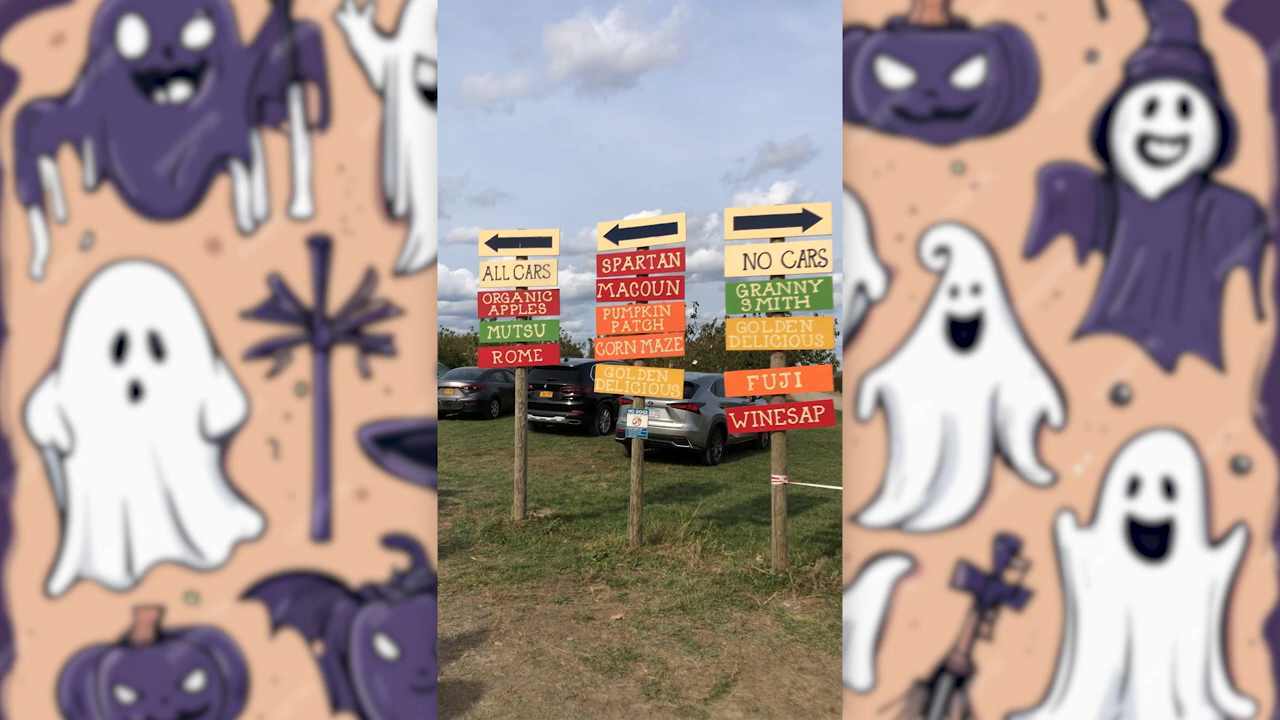 ALL CARS
ORGANIC
APPLES
MUTSU
ROME
SPARTAN
MACOUN
PUMPKIN
PATCH
CORN MAZE
GOLDEN
DELICIOUS
NO DOGS
NO CARS
GRANNY
SMITH
GOLDEN
DELICIOUS
FUJI
WINESAP